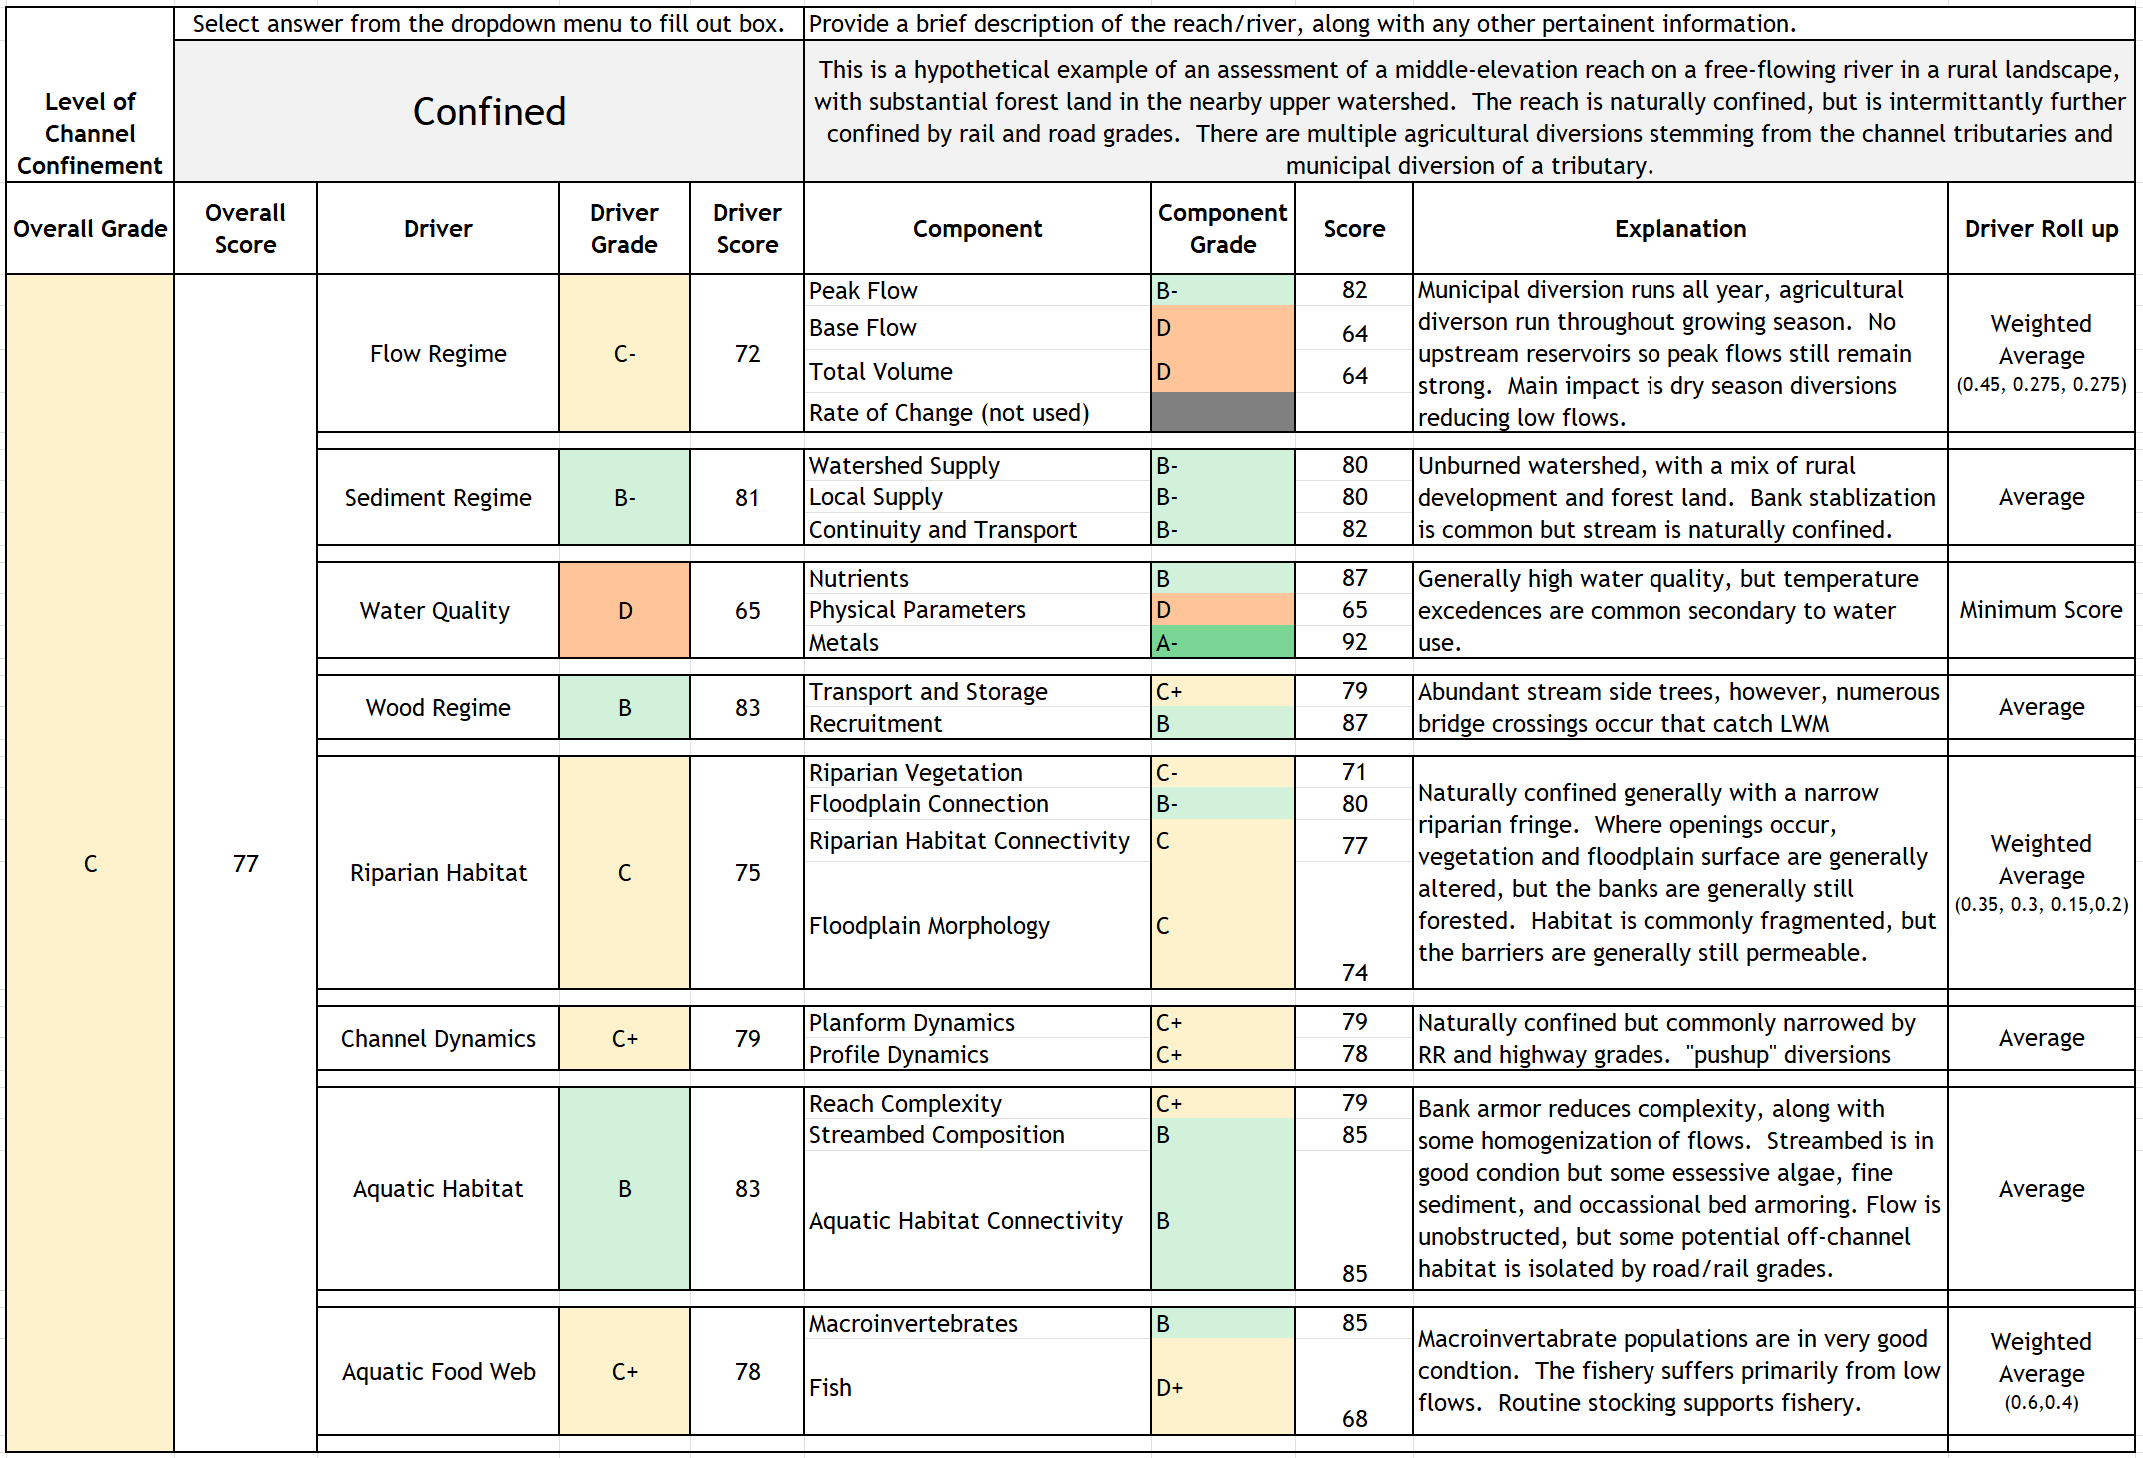 Select answer from the dropdown menu to fill out box.
Provide a brief description of the reach/river, along with any other pertainent information.
Level of
Channel
Confinement
Confined
This is a hypothetical example of an assessment of a middle-elevation reach on a free-flowing river in a rural landscape,
with substantial forest land in the nearby upper watershed.  The reach is naturally confined, but is intermittantly further
confined by rail and road grades.  There are multiple agricultural diversions stemming from the channel tributaries and
municipal diversion of a tributary.
Overall Grade
Overall
Score
Driver
Driver
Grade
Driver
Score
Component
Component
Grade
Score
Explanation
Driver Roll up
C
77
Flow Regime
C-
72
Peak Flow
B-
82
Base Flow
D
64
Total Volume
D
64
Rate of Change (not used)
Municipal diversion runs all year, agricultural
diverson run throughout growing season.  No
upstream reservoirs so peak flows still remain
strong.  Main impact is dry season diversions
reducing low flows.
Weighted
Average
(0.45, 0.275, 0.275)
Sediment Regime
B-
81
Watershed Supply
B-
80
Local Supply
B-
80
Continuity and Transport
B-
82
Unburned watershed, with a mix of rural
development and forest land.  Bank stablization
is common but stream is naturally confined.
Average
Water Quality
D
65
Nutrients
B
87
Physical Parameters
D
65
Metals
A-
92
Generally high water quality, but temperature
excedences are common secondary to water
use.
Minimum Score
Wood Regime
B
83
Transport and Storage
C+
79
Recruitment
B
87
Abundant stream side trees, however, numerous
bridge crossings occur that catch LWM
Average
Riparian Habitat
C
75
Riparian Vegetation
C-
71
Floodplain Connection
B-
80
Riparian Habitat Connectivity
C
77
Floodplain Morphology
C
74
Naturally confined generally with a narrow
riparian fringe.  Where openings occur,
vegetation and floodplain surface are generally
altered, but the banks are generally still
forested.  Habitat is commonly fragmented, but
the barriers are generally still permeable.
Weighted
Average
(0.35, 0.3, 0.15,0.2)
Channel Dynamics
C+
79
Planform Dynamics
C+
79
Profile Dynamics
C+
78
Naturally confined but commonly narrowed by
RR and highway grades.  "pushup" diversions
Average
Aquatic Habitat
B
83
Reach Complexity
C+
79
Streambed Composition
B
85
Aquatic Habitat Connectivity
B
85
Bank armor reduces complexity, along with
some homogenization of flows.  Streambed is in
good condion but some essessive algae, fine
sediment, and occassional bed armoring. Flow is
unobstructed, but some potential off-channel
habitat is isolated by road/rail grades.
Average
Aquatic Food Web
C+
78
Macroinvertebrates
B
85
Fish
D+
68
Macroinvertabrate populations are in very good
condtion.  The fishery suffers primarily from low
flows.  Routine stocking supports fishery.
Weighted
Average
(0.6,0.4)